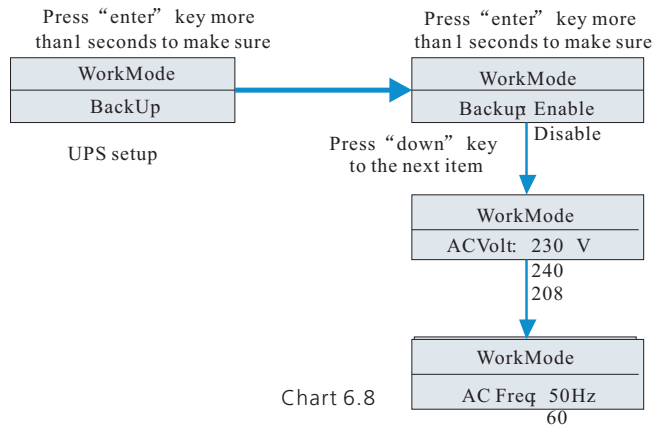 Press “enter” key more
than1 seconds to make sure
WorkMode
BackUp
UPS setup
Press “enter” key more
than1 seconds to make sure
WorkMode
Backup: Enable
Disable
Press “down” key
to the next item
WorkMode
ACVolt: 230 V
240
208
WorkMode
AC Freq: 50Hz
60
Chart 6.8